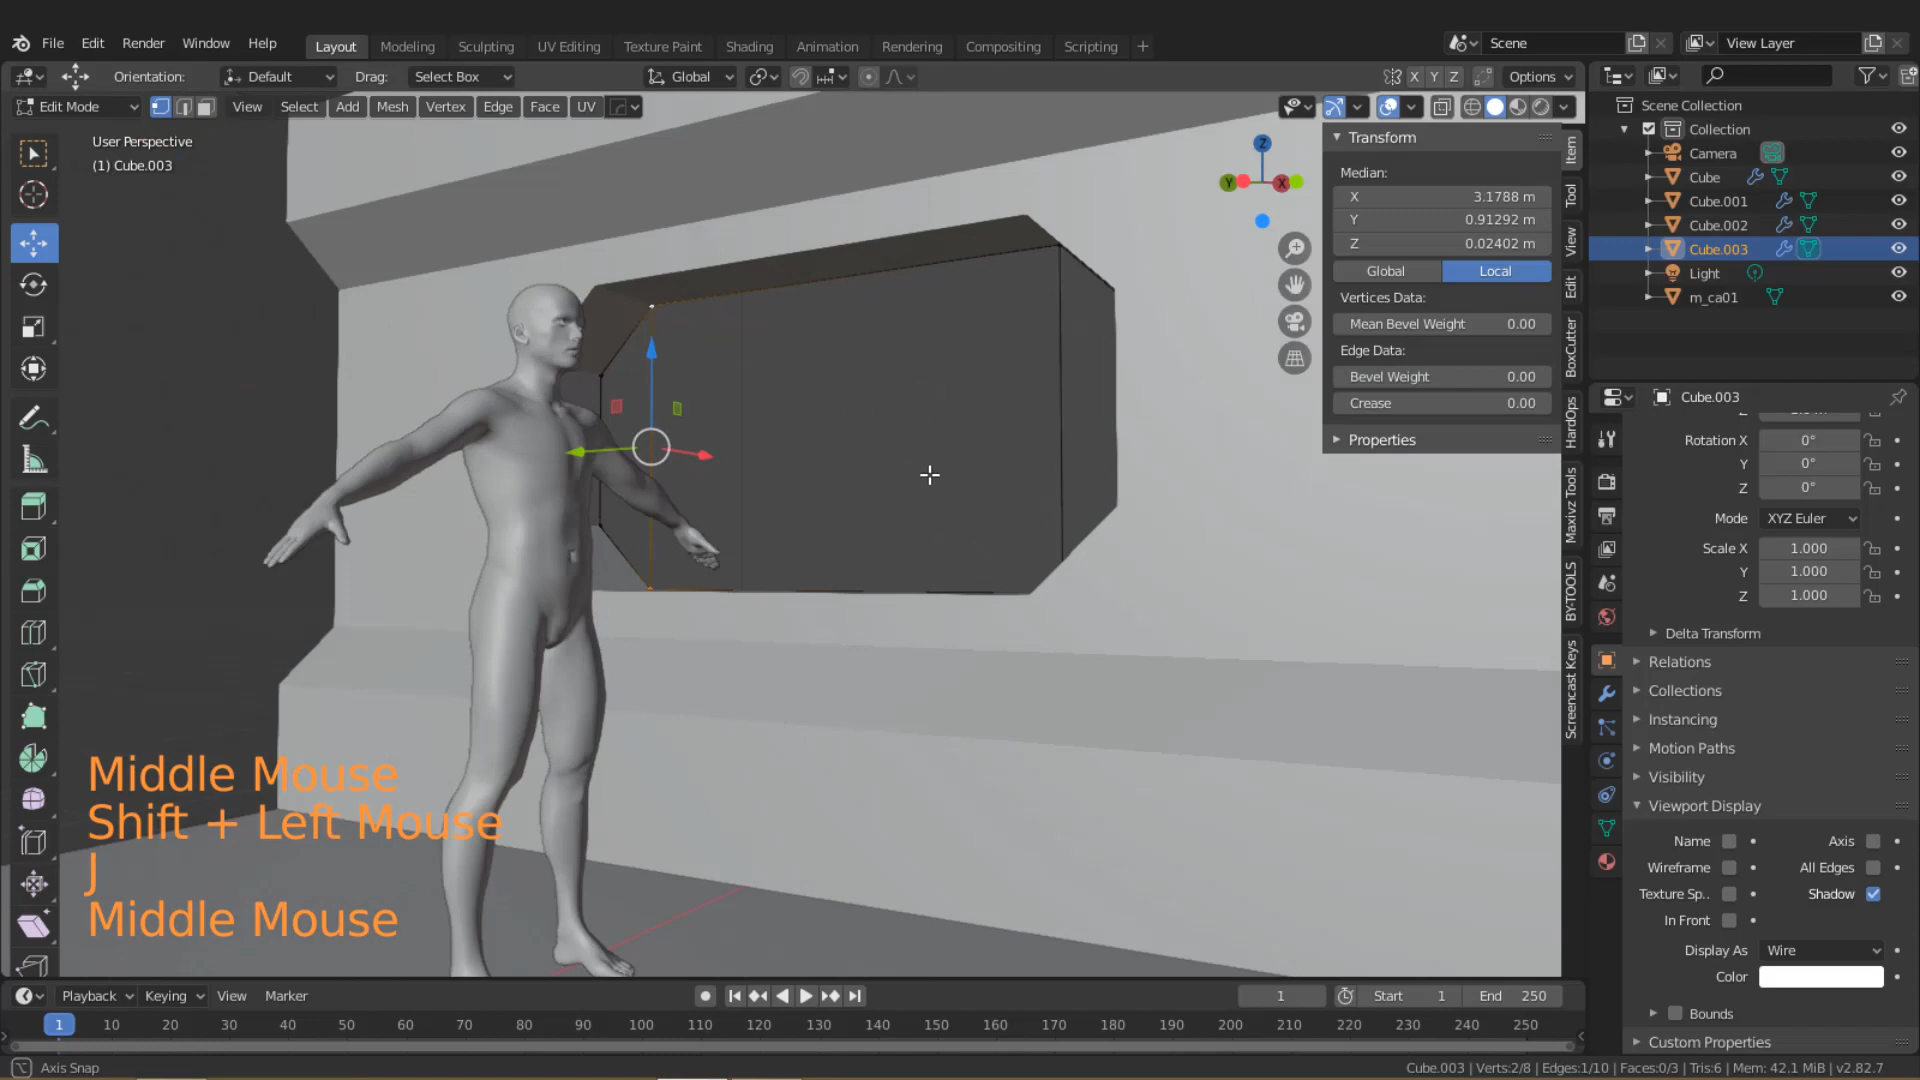 File Edit Render Window Help Layout Modeling Sculpting UV Editing Texture Paint Shading Animation Rendering Compositing Scripting + Scene View Layer
Orientation: Default Drag: Select Box Global X Y Z Options
Edit Mode View Select Add Mesh Vertex Edge Face UV
User Perspective
(1) Cube.003
Z
Y
X
Transform
Median:
X 3.1788 m
Y 0.91292 m
Z 0.02402 m
Global Local
Vertices Data:
Mean Bevel Weight 0.00
Edge Data:
Bevel Weight 0.00
Crease 0.00
Properties
Item
Tool
View
Edit
BoxCutter
HardOps
Maxivz Tools
BY-TOOLS
Screencast Keys
Scene Collection
Collection
Camera
Cube
Cube.001
Cube.002
Cube.003
Light
m_ca01
Cube.003
Rotation X 0°
Y 0°
Z 0°
Mode XYZ Euler
Scale X 1.000
Y 1.000
Z 1.000
Delta Transform
Relations
Collections
Instancing
Motion Paths
Visibility
Viewport Display
Name Axis
Wireframe All Edges
Texture Sp.. Shadow
In Front
Display As Wire
Color
Bounds
Custom Properties
Middle Mouse
Shift + Left Mouse
J
Middle Mouse
Playback Keying View Marker 1 Start 1 End 250
1 10 20 30 40 50 60 70 80 90 100 110 120 130 140 150 160 170 180 190 200 210 220 230 240 250
Axis Snap
Cube.003 | Verts:2/8 | Edges:1/10 | Faces:0/3 | Tris:6 | Mem: 42.1 MiB | v2.82.7